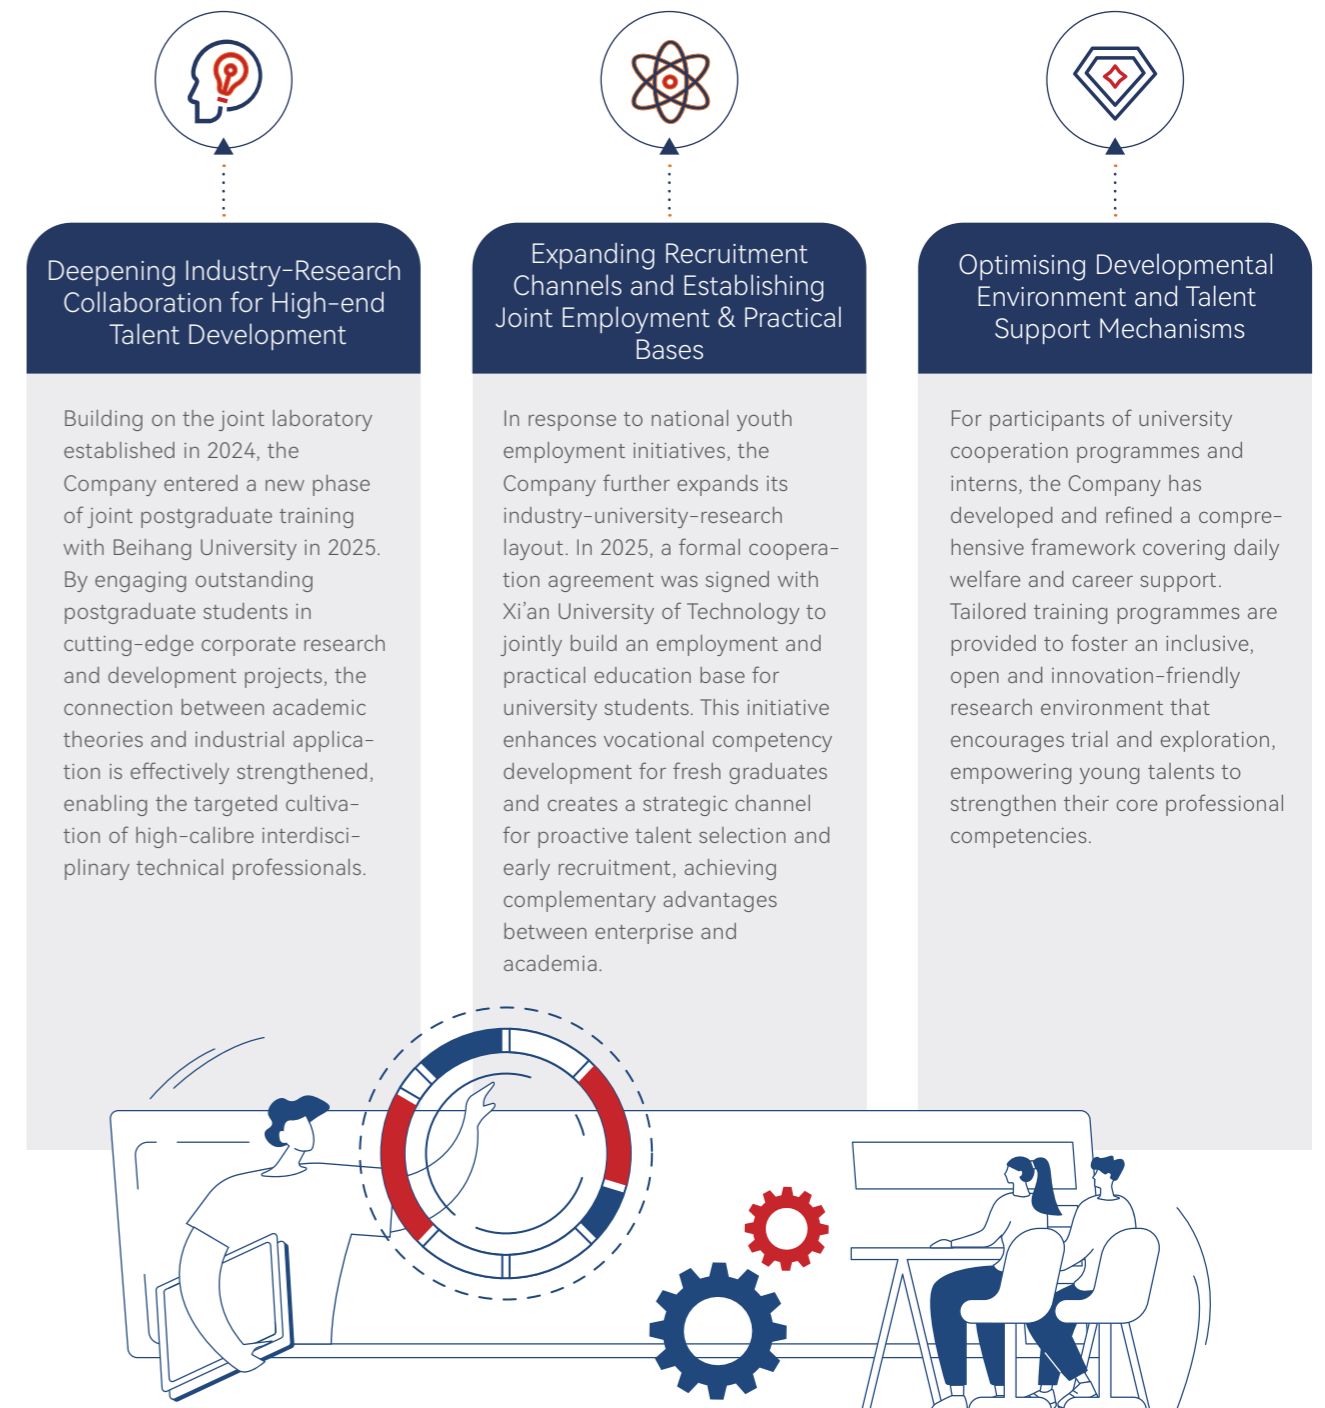 Deepening Industry-Research
Collaboration for High-end
Talent Development
Building on the joint laboratory
established in 2024, the
Company entered a new phase
of joint postgraduate training
with Beihang University in 2025.
By engaging outstanding
postgraduate students in
cutting-edge corporate research
and development projects, the
connection between academic
theories and industrial applica-
tion is effectively strengthened,
enabling the targeted cultiva-
tion of high-calibre interdisci-
plinary technical professionals.
Expanding Recruitment
Channels and Establishing
Joint Employment & Practical
Bases
In response to national youth
employment initiatives, the
Company further expands its
industry-university-research
layout. In 2025, a formal coopera-
tion agreement was signed with
Xi’an University of Technology to
jointly build an employment and
practical education base for
university students. This initiative
enhances vocational competency
development for fresh graduates
and creates a strategic channel
for proactive talent selection and
early recruitment, achieving
complementary advantages
between enterprise and
academia.
Optimising Developmental
Environment and Talent
Support Mechanisms
For participants of university
cooperation programmes and
interns, the Company has
developed and refined a compre-
hensive framework covering daily
welfare and career support.
Tailored training programmes are
provided to foster an inclusive,
open and innovation-friendly
research environment that
encourages trial and exploration,
empowering young talents to
strengthen their core professional
competencies.